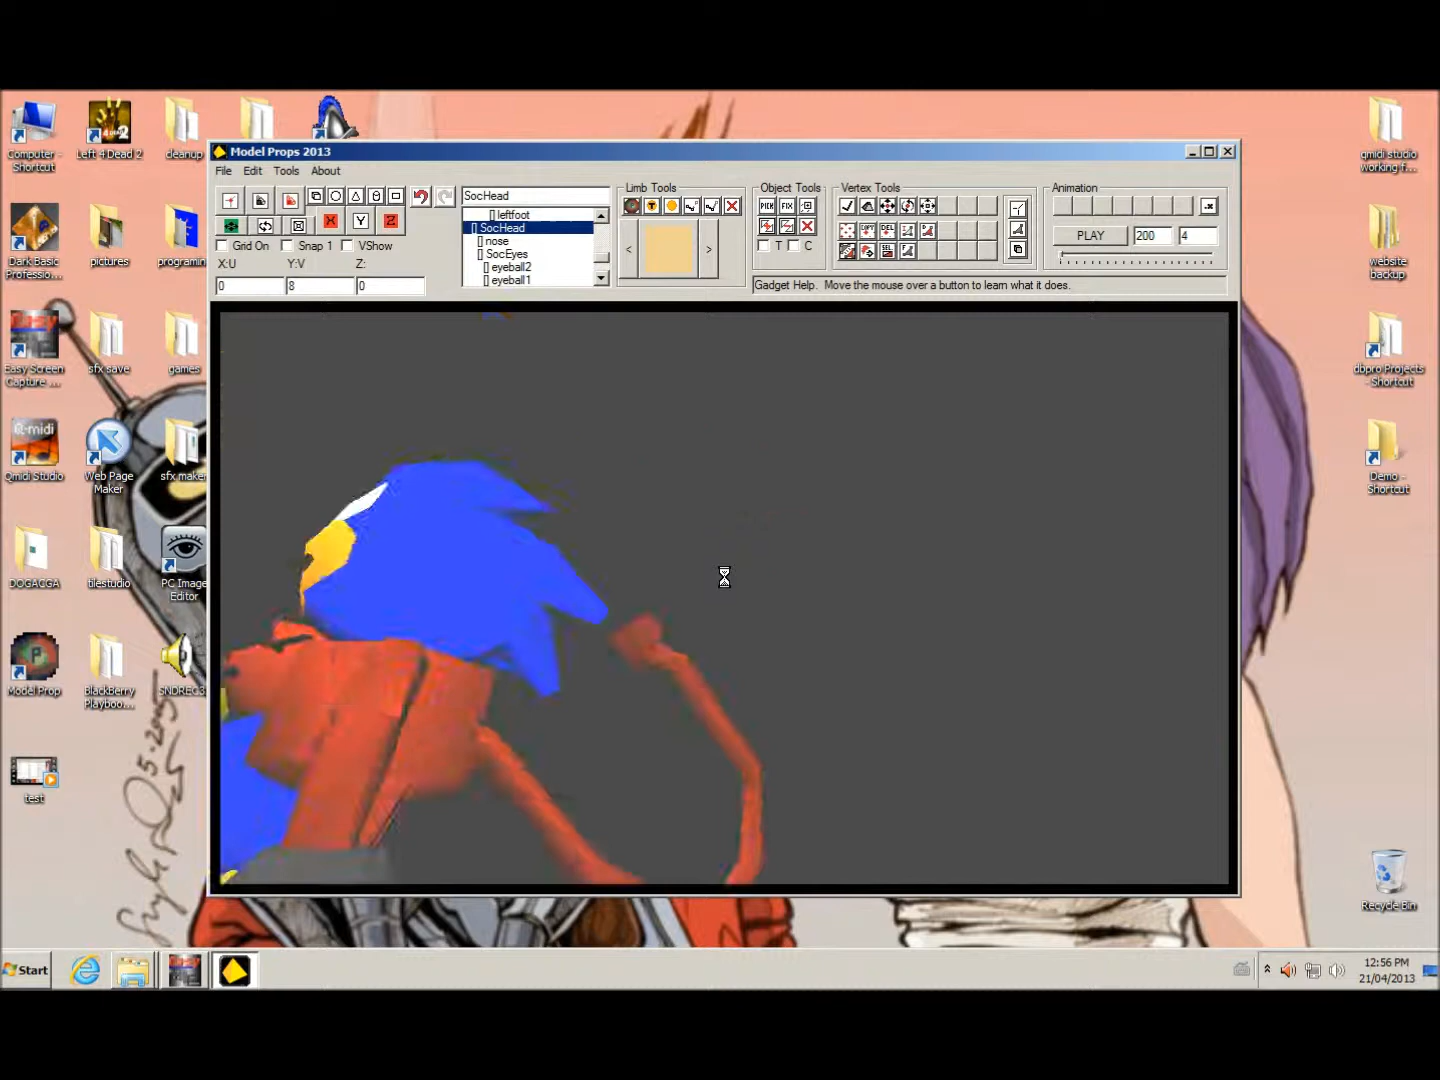 Computer -
Shortcut
Left 4 Dead 2
cleanup
Model Props 2013
File Edit Tools About
SocHead
Limb Tools
Object Tools
Vertex Tools
Animation
[] leftfoot
[] SocHead
[] nose
[] SocEyes
[] eyeball2
[] eyeball1
X Y Z
PICK FIX
COPY DEL
SEL
< >
T C
PLAY 200 4
Grid On Snap 1 VShow
X:U Y:V Z:
0 8 0
Gadget Help. Move the mouse over a button to learn what it does.
Dark Basic
Professio...
pictures
programin
Easy Screen
Capture ...
sfx save
games
Q-midi
Qmidi Studio
Web Page
Maker
sfx maker
DOGACGA
tilestudio
PC Image
Editor
P
Model Prop
BlackBerry
Playboo...
SNDREC3
test
qmidi studio
working f...
website
backup
dbpro Projects
- Shortcut
Demo -
Shortcut
Recycle Bin
Start
12:56 PM
21/04/2013